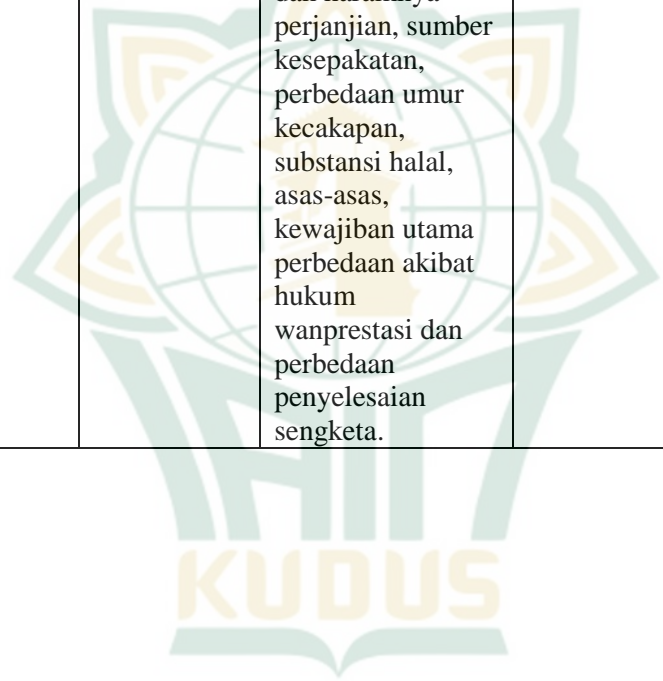 perjanjian, sumber
kesepakatan,
perbedaan umur
kecakapan,
substansi halal,
asas-asas,
kewajiban utama
perbedaan akibat
hukum
wanprestasi dan
perbedaan
penyelesaian
sengketa.
IAIN
KUDUS